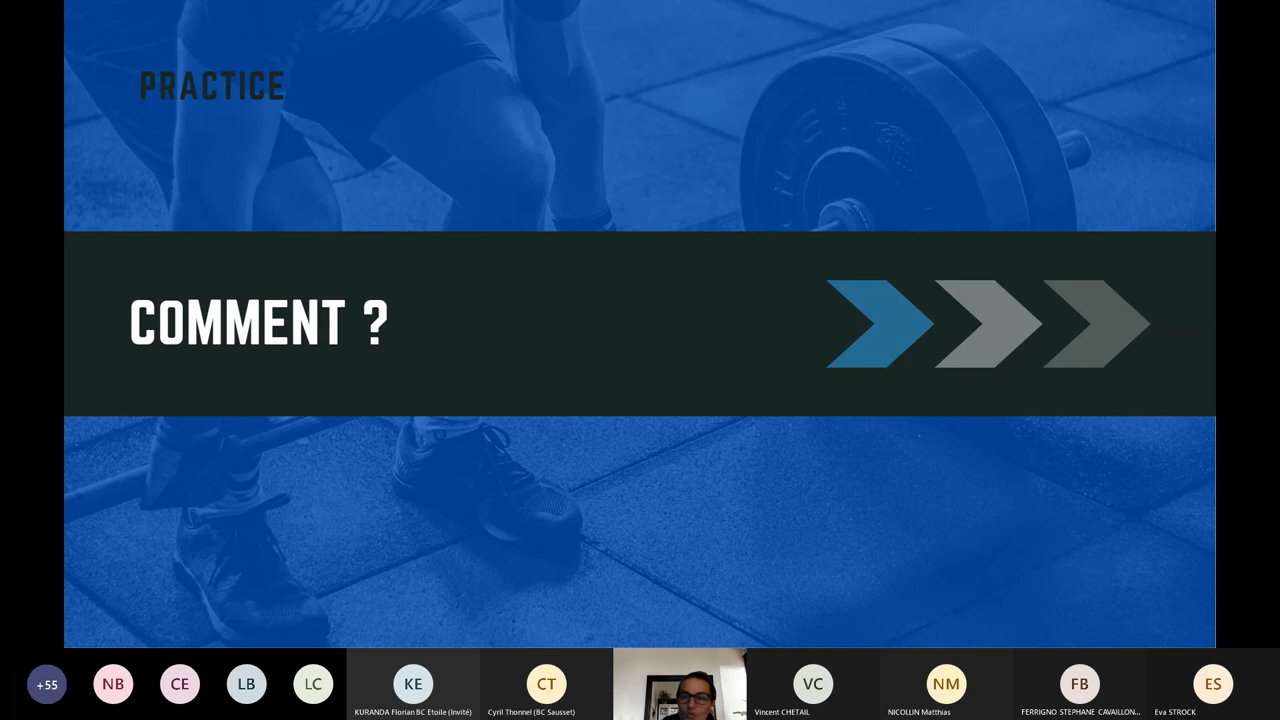 PRACTICE
COMMENT ?
+55
NB
CE
LB
LC
KE
CT
VC
NM
FB
ES
KURANDA Florian BC Etoile (Invité)
Cyril Thonnel (BC Sausset)
Vincent CHETAIL
NICOLLIN Matthias
FERRIGNO STEPHANE CAVAILLON...
Eva STROCK